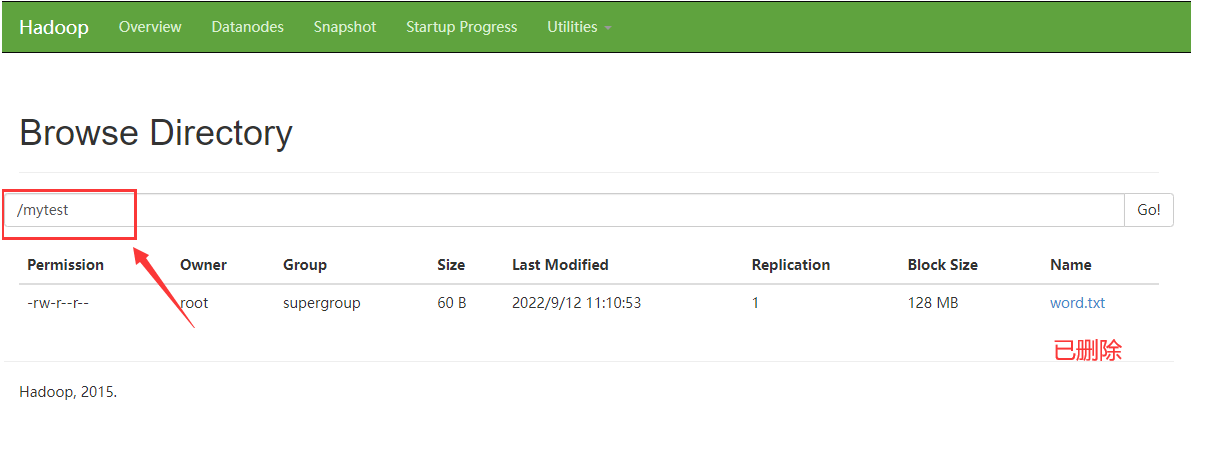 Hadoop Overview Datanodes Snapshot Startup Progress Utilities
Browse Directory
/mytest Go!
Permission Owner Group Size Last Modified Replication Block Size Name
-rw-r--r-- root supergroup 60 B 2022/9/12 11:10:53 1 128 MB word.txt
已删除
Hadoop, 2015.